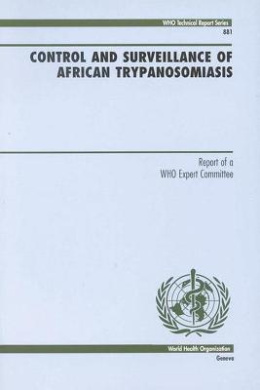 WHO Technical Report Series
881
CONTROL AND SURVEILLANCE OF
AFRICAN TRYPANOSOMIASIS
Report of a
WHO Expert Committee
World Health Organization
Geneva